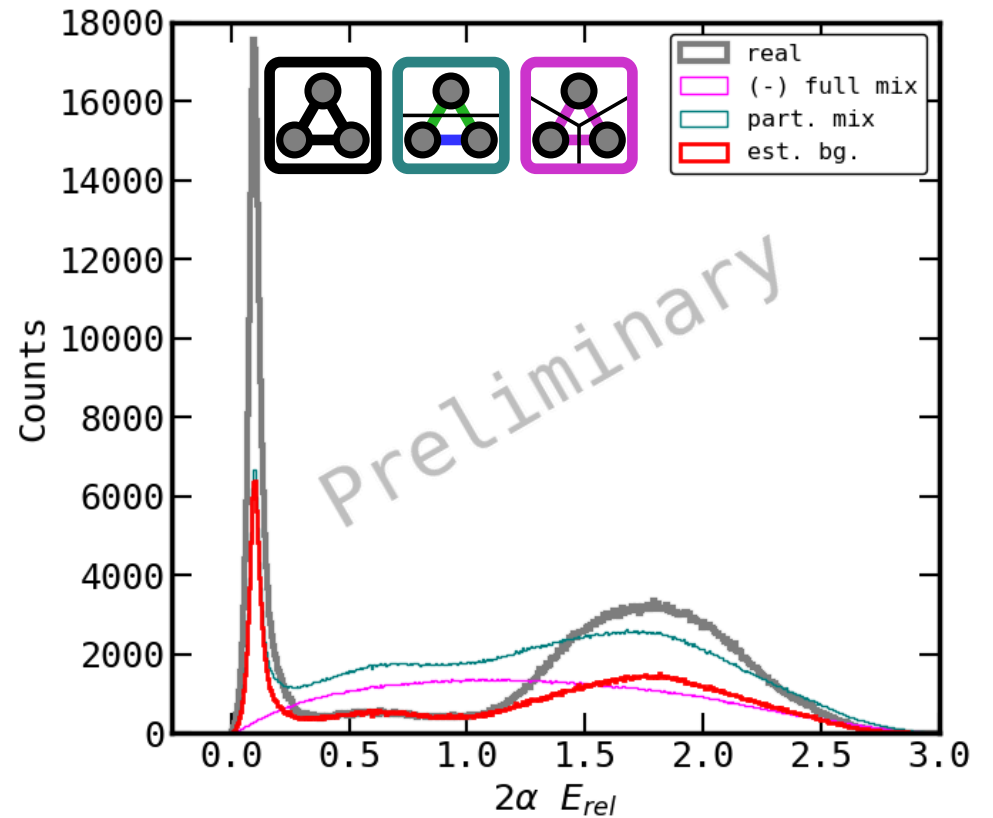 18000
16000
14000
12000
10000
8000
6000
4000
2000
0
Counts
real
(-) full mix
part. mix
est. bg.
Preliminary
0.0 0.5 1.0 1.5 2.0 2.5 3.0
2α E_rel